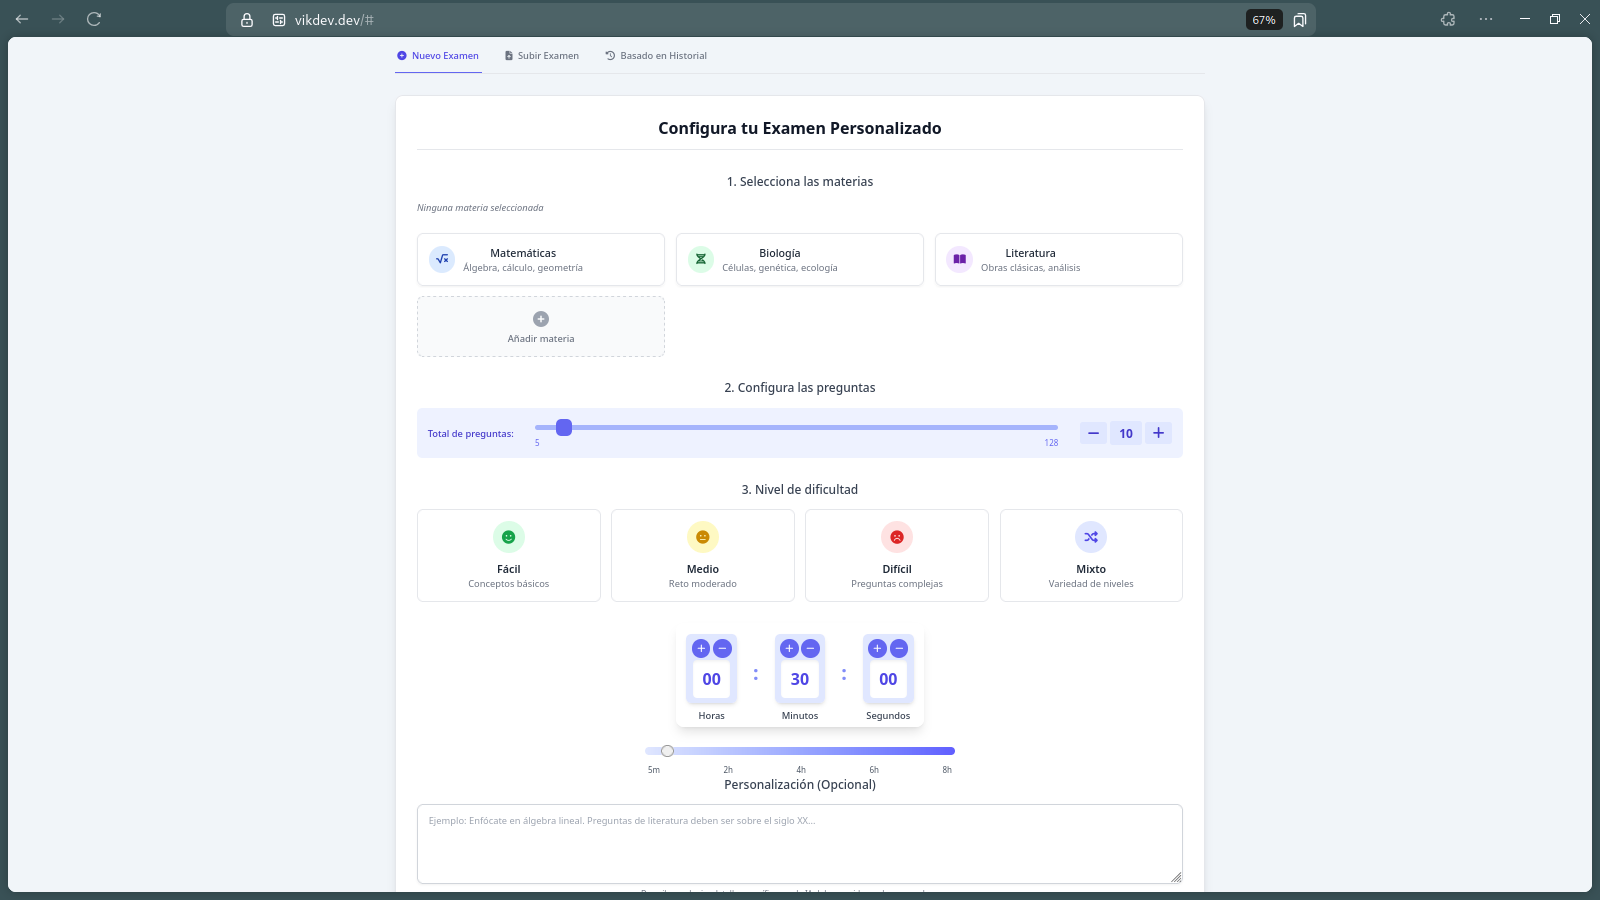 vikdev.dev/#
67%
Nuevo Examen
Subir Examen
Basado en Historial
Configura tu Examen Personalizado
1. Selecciona las materias
Ninguna materia seleccionada
Matemáticas
Álgebra, cálculo, geometría
Biología
Células, genética, ecología
Literatura
Obras clásicas, análisis
Añadir materia
2. Configura las preguntas
Total de preguntas:
5
128
10
3. Nivel de dificultad
Fácil
Conceptos básicos
Medio
Reto moderado
Difícil
Preguntas complejas
Mixto
Variedad de niveles
00 : 30 : 00
Horas
Minutos
Segundos
5m
2h
4h
6h
8h
Personalización (Opcional)
Ejemplo: Enfócate en álgebra lineal. Preguntas de literatura deben ser sobre el siglo XX...